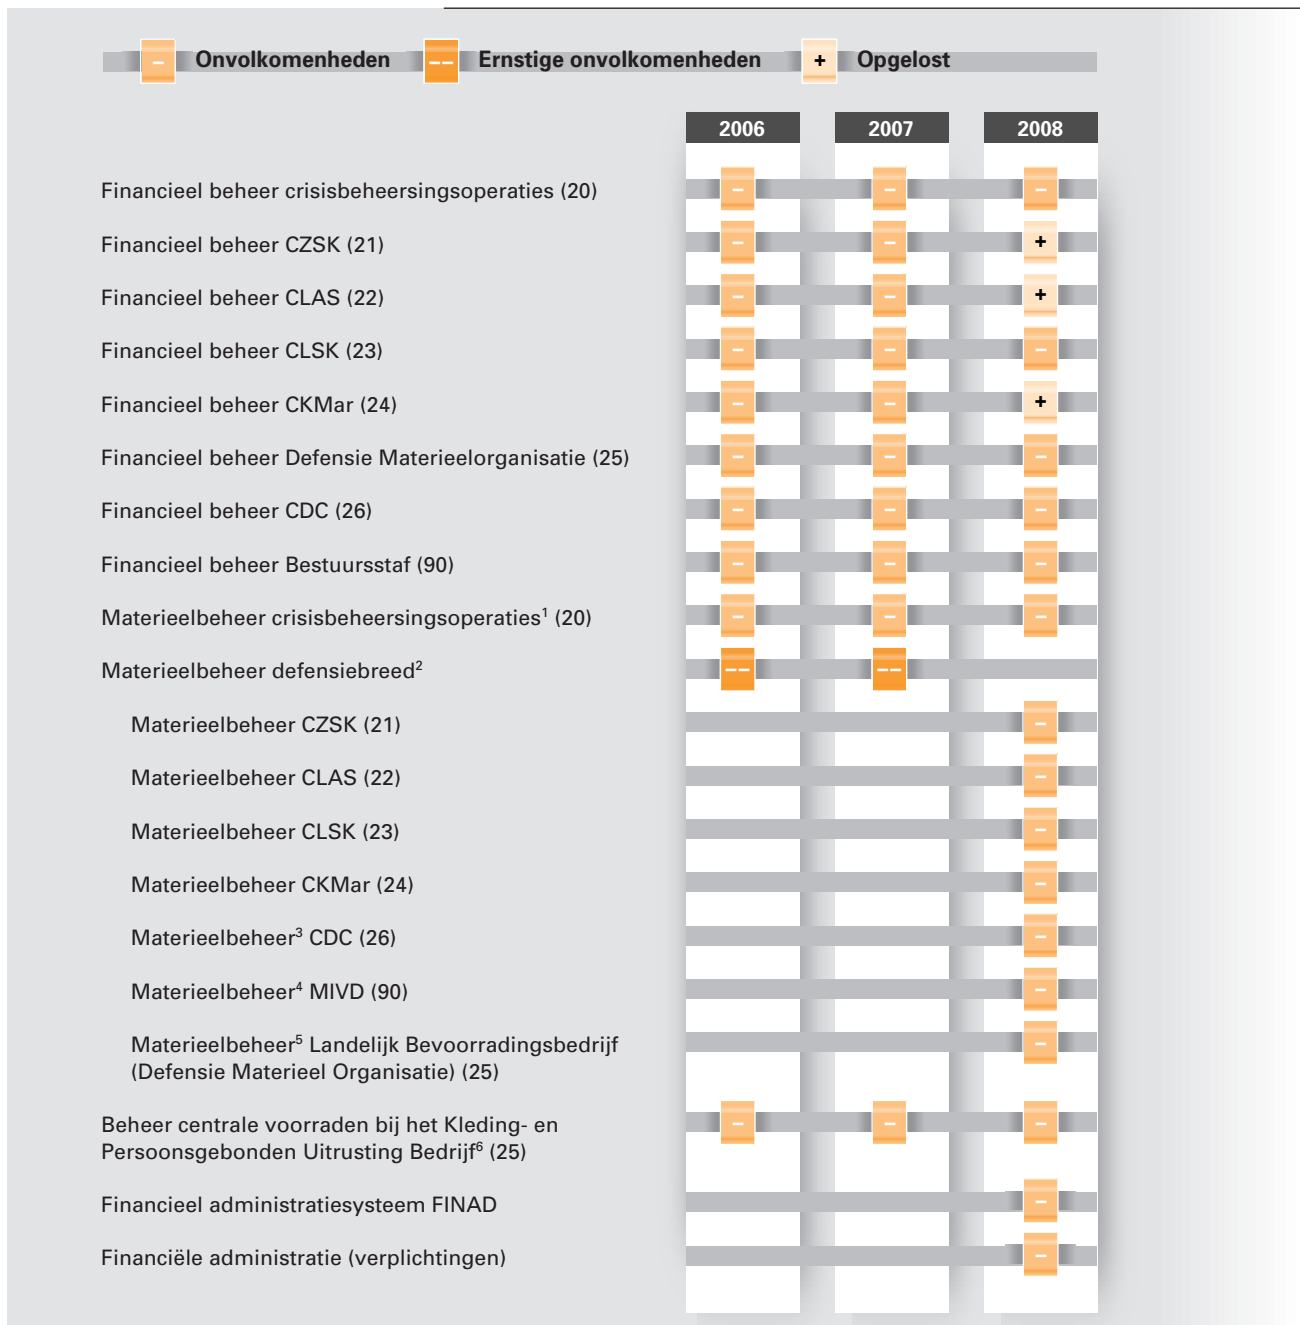 – Onvolkomenheden –– Ernstige onvolkomenheden + Opgelost
2006 2007 2008
Financieel beheer crisisbeheersingsoperaties (20) – – –
Financieel beheer CZSK (21) – – +
Financieel beheer CLAS (22) – – +
Financieel beheer CLSK (23) – – –
Financieel beheer CKMar (24) – – +
Financieel beheer Defensie Materieelorganisatie (25) – – –
Financieel beheer CDC (26) – – –
Financieel beheer Bestuursstaf (90) – – –
Materieelbeheer crisisbeheersingsoperaties¹ (20) – – –
Materieelbeheer defensiebreed² –– ––
Materieelbeheer CZSK (21) –
Materieelbeheer CLAS (22) –
Materieelbeheer CLSK (23) –
Materieelbeheer CKMar (24) –
Materieelbeheer³ CDC (26) –
Materieelbeheer⁴ MIVD (90) –
Materieelbeheer⁵ Landelijk Bevoorradingsbedrijf –
(Defensie Materieel Organisatie) (25)
Beheer centrale voorraden bij het Kleding- en – – –
Persoonsgebonden Uitrusting Bedrijf⁶ (25)
Financieel administratiesysteem FINAD –
Financiële administratie (verplichtingen) –